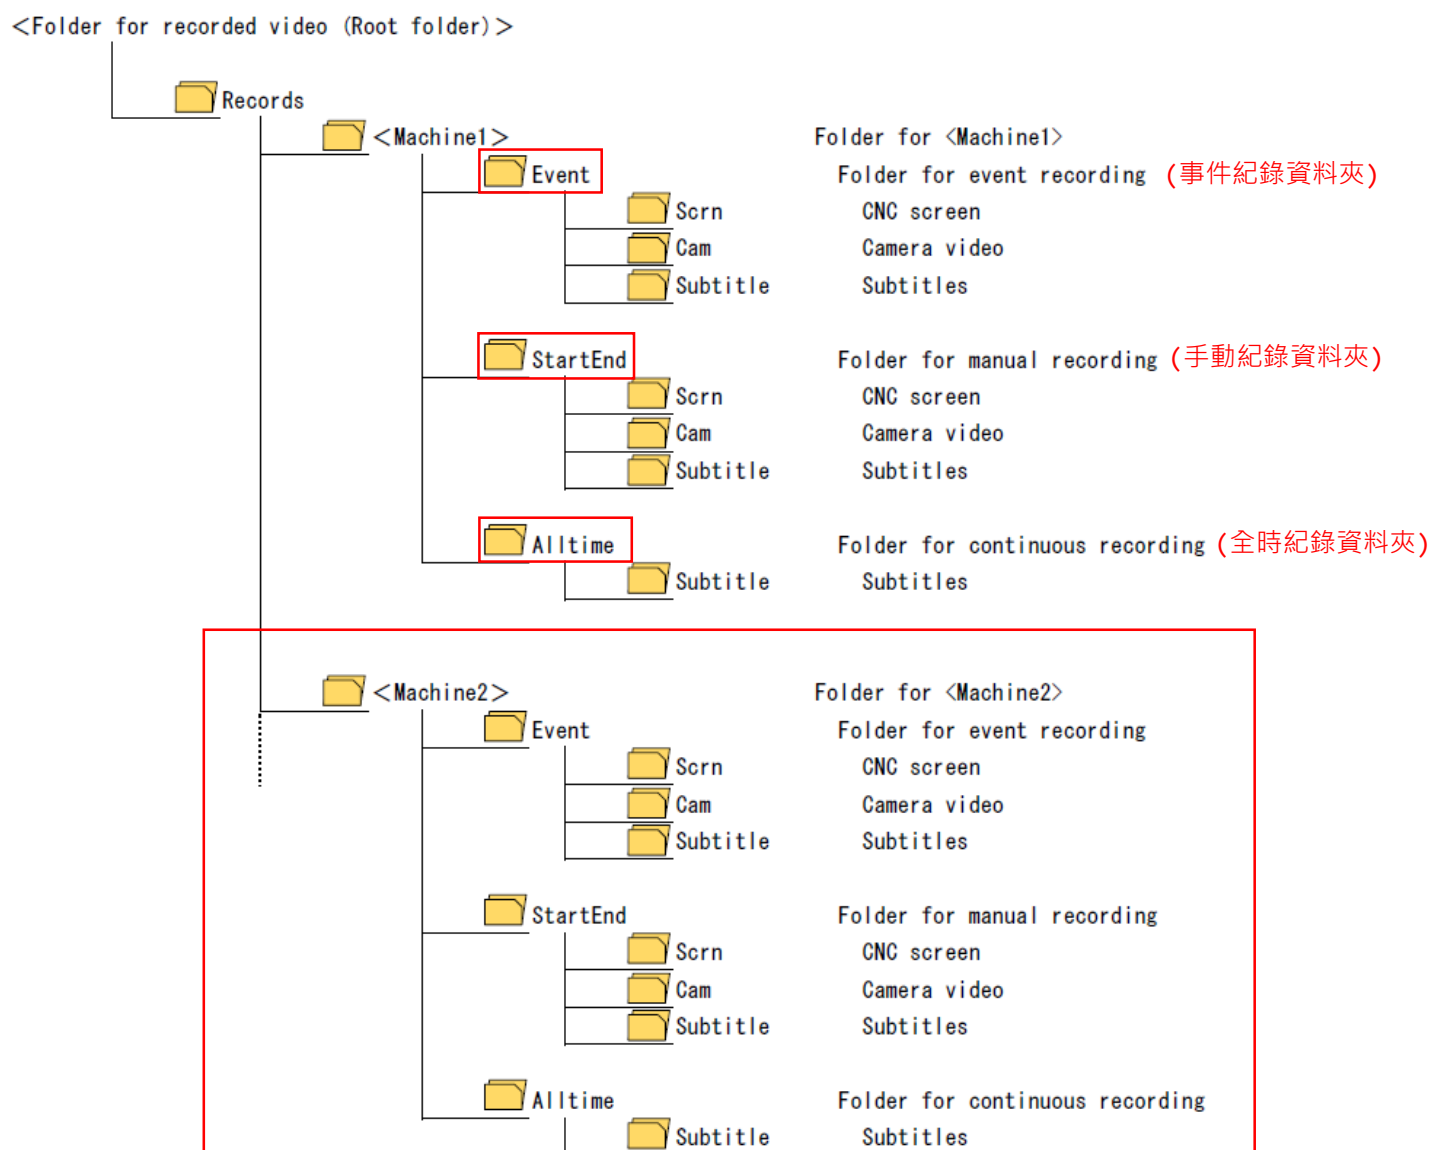 <Folder for recorded video (Root folder)>
Records
<Machine1> Folder for <Machine1>
Event Folder for event recording (事件紀錄資料夾)
Scrn CNC screen
Cam Camera video
Subtitle Subtitles
StartEnd Folder for manual recording (手動紀錄資料夾)
Scrn CNC screen
Cam Camera video
Subtitle Subtitles
Alltime Folder for continuous recording (全時紀錄資料夾)
Subtitle Subtitles
<Machine2> Folder for <Machine2>
Event Folder for event recording
Scrn CNC screen
Cam Camera video
Subtitle Subtitles
StartEnd Folder for manual recording
Scrn CNC screen
Cam Camera video
Subtitle Subtitles
Alltime Folder for continuous recording
Subtitle Subtitles